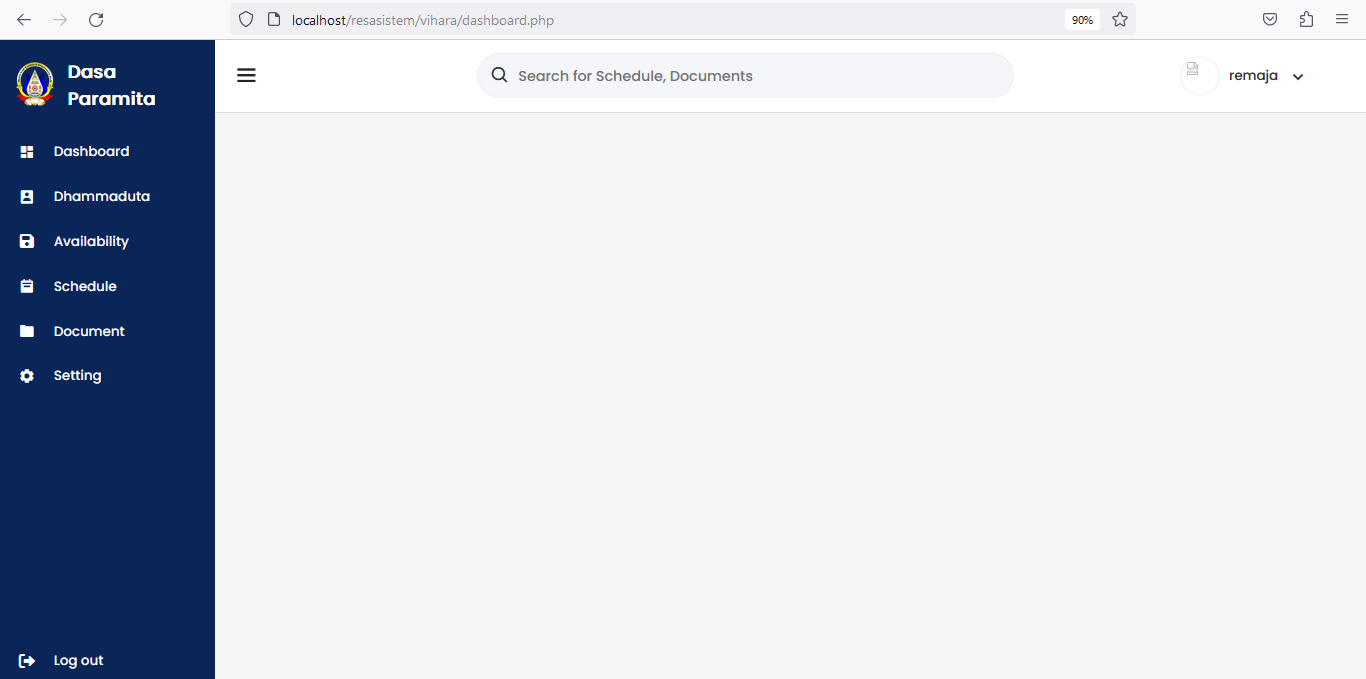 localhost/resasistem/vihara/dashboard.php
90%
Dasa
Paramita
Search for Schedule, Documents
remaja
Dashboard
Dhammaduta
Availability
Schedule
Document
Setting
Log out